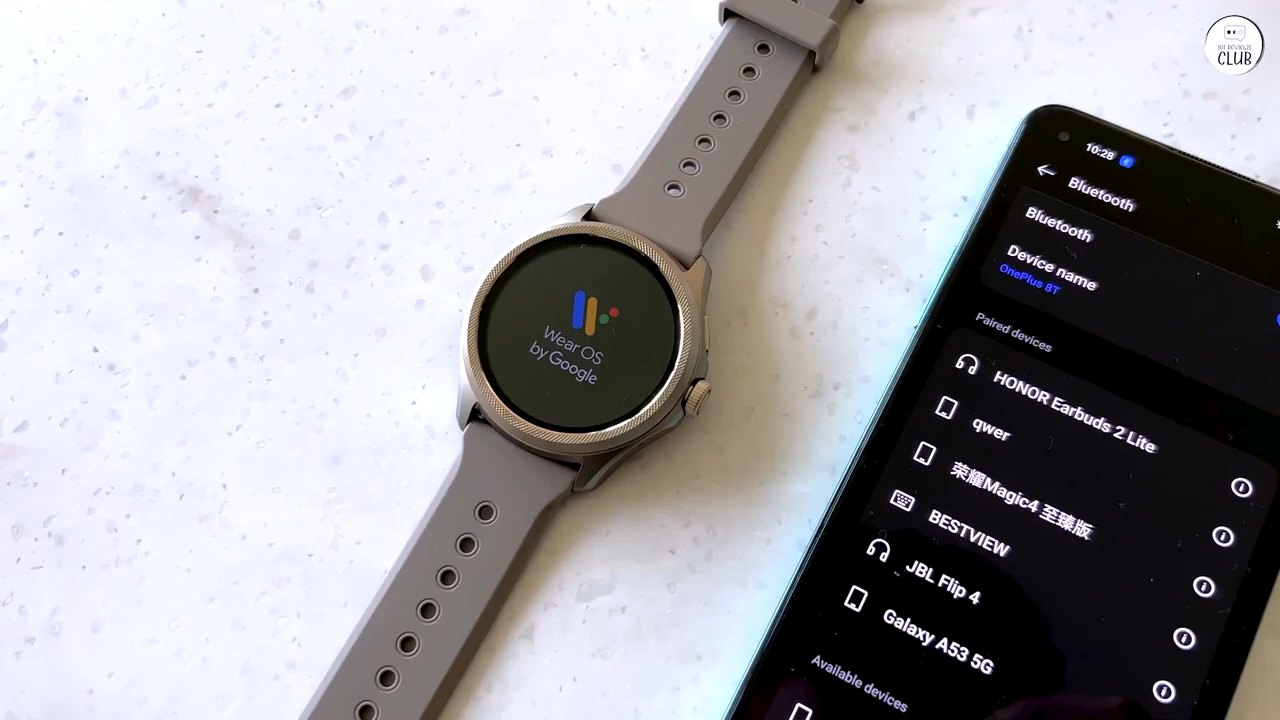 101 REVIEWS
CLUB
10:28
Bluetooth
Bluetooth
Device name
OnePlus 8T
Paired devices
HONOR Earbuds 2 Lite
qwer
荣耀Magic4 至臻版
BESTVIEW
JBL Flip 4
Galaxy A53 5G
Available devices
Wear OS
by Google